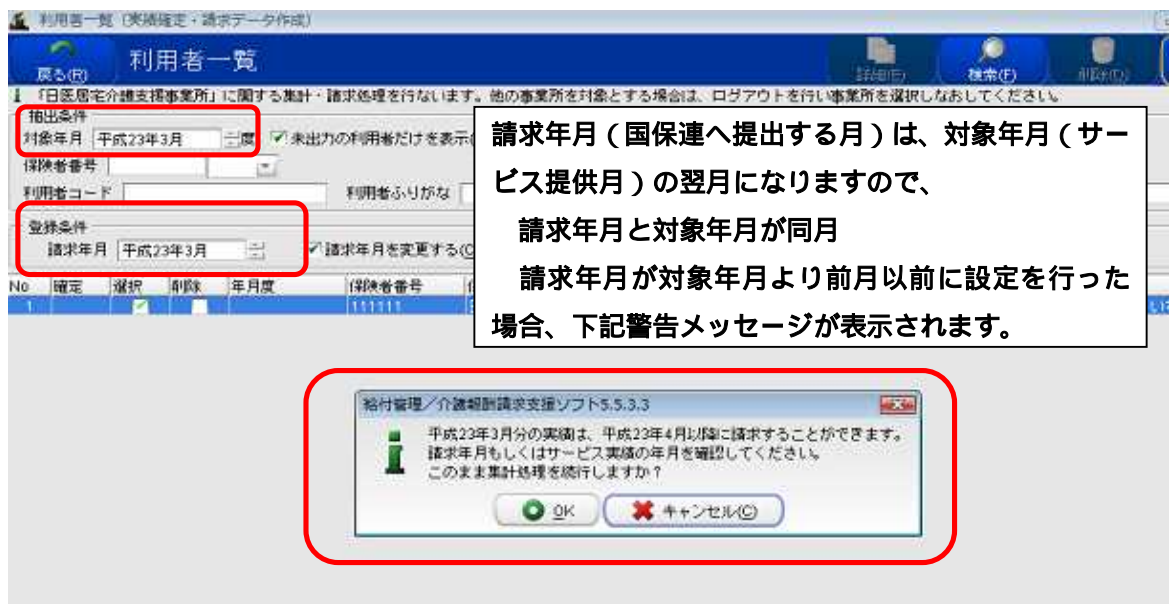 利用者一覧（実績確定・請求データ作成）
戻る(R)
利用者一覧
詳細(E)
検索(F)
削除(D)
「日医居宅介護支援事業所」に関する集計・請求処理を行ないます。他の事業所を対象とする場合は、ログアウトを行い事業所を選択しなおしてください。
抽出条件
対象年月 平成23年3月 度 未出力の利用者だけを表示
保険者番号
利用者コード 利用者ふりがな
登録条件
請求年月 平成23年3月 請求年月を変更する(C
No 確定 選択 削除 年月度 保険者番号
1 111111
請求年月（国保連へ提出する月）は、対象年月（サー
ビス提供月）の翌月になりますので、
請求年月と対象年月が同月
請求年月が対象年月より前月以前に設定を行った
場合、下記警告メッセージが表示されます。
給付管理／介護報酬請求支援ソフト5.5.3.3
平成23年3月分の実績は、平成23年4月以降に請求することができます。
請求年月もしくはサービス実績の年月を確認してください。
このまま集計処理を続行しますか？
OK キャンセル(C)